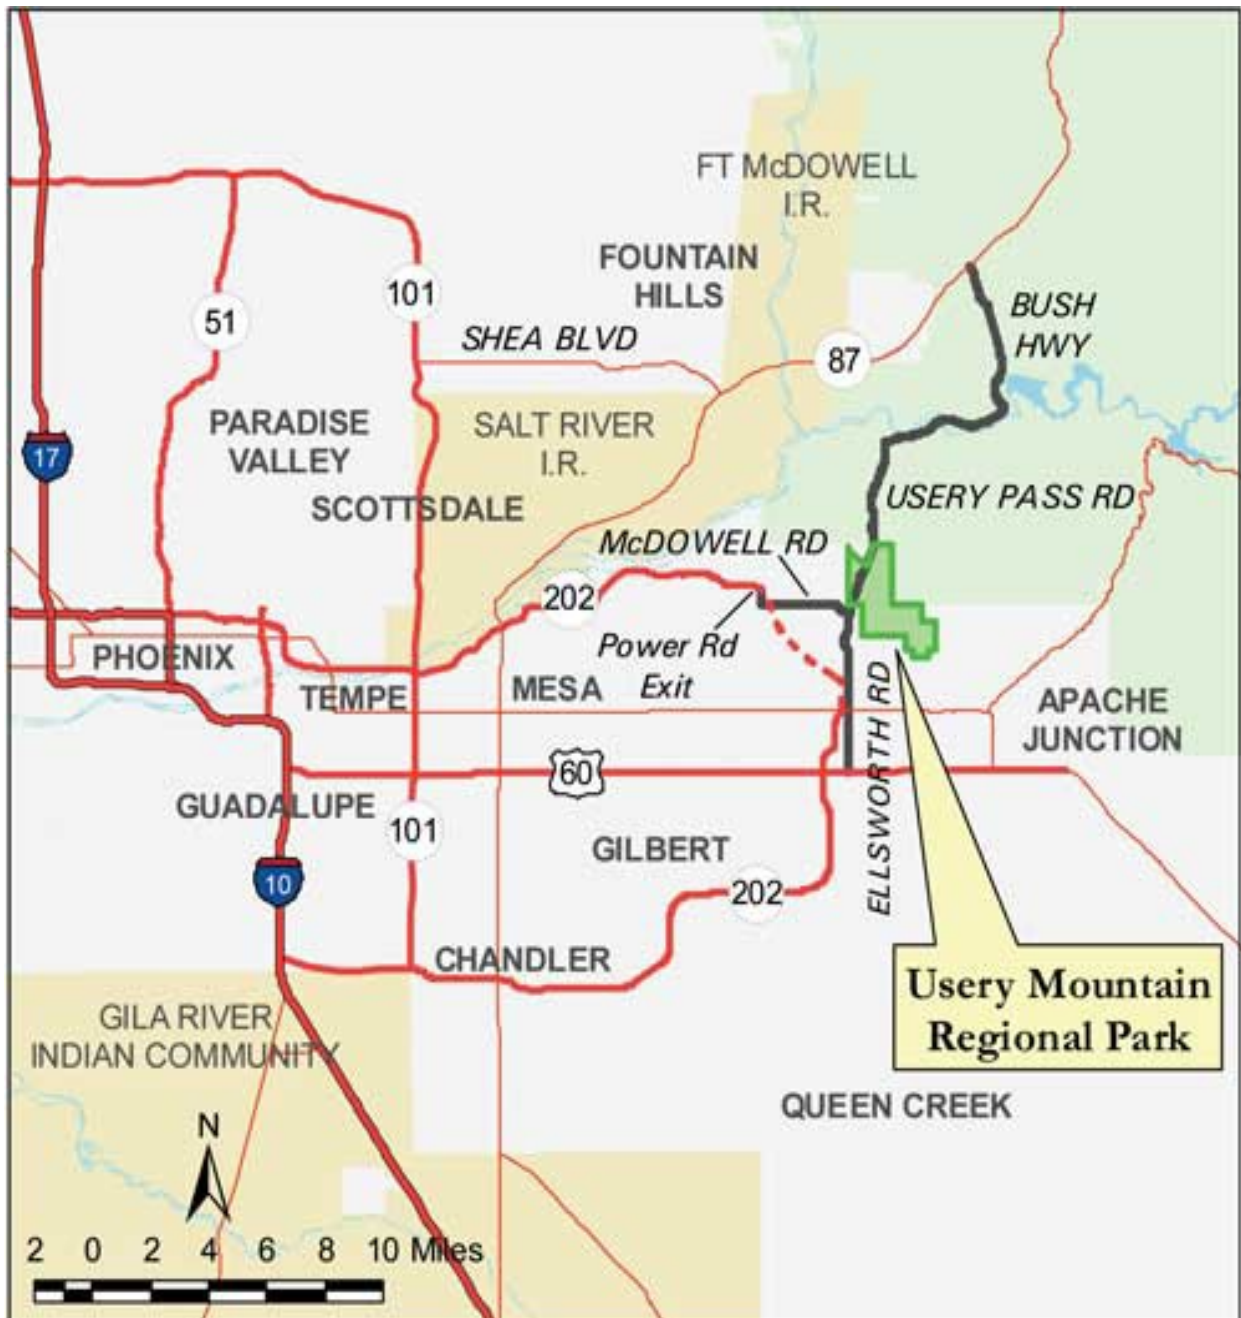 FT McDOWELL
I.R.
FOUNTAIN
HILLS
101
51
SHEA BLVD
BUSH
HWY
87
PARADISE
VALLEY
SALT RIVER
I.R.
17
SCOTTSDALE
USERY PASS RD
McDOWELL RD
202
Power Rd
Exit
PHOENIX
TEMPE
MESA
ELLSWORTH RD
APACHE
JUNCTION
60
GUADALUPE
101
GILBERT
10
202
CHANDLER
Usery Mountain
Regional Park
GILA RIVER
INDIAN COMMUNITY
QUEEN CREEK
N
2 0 2 4 6 8 10 Miles